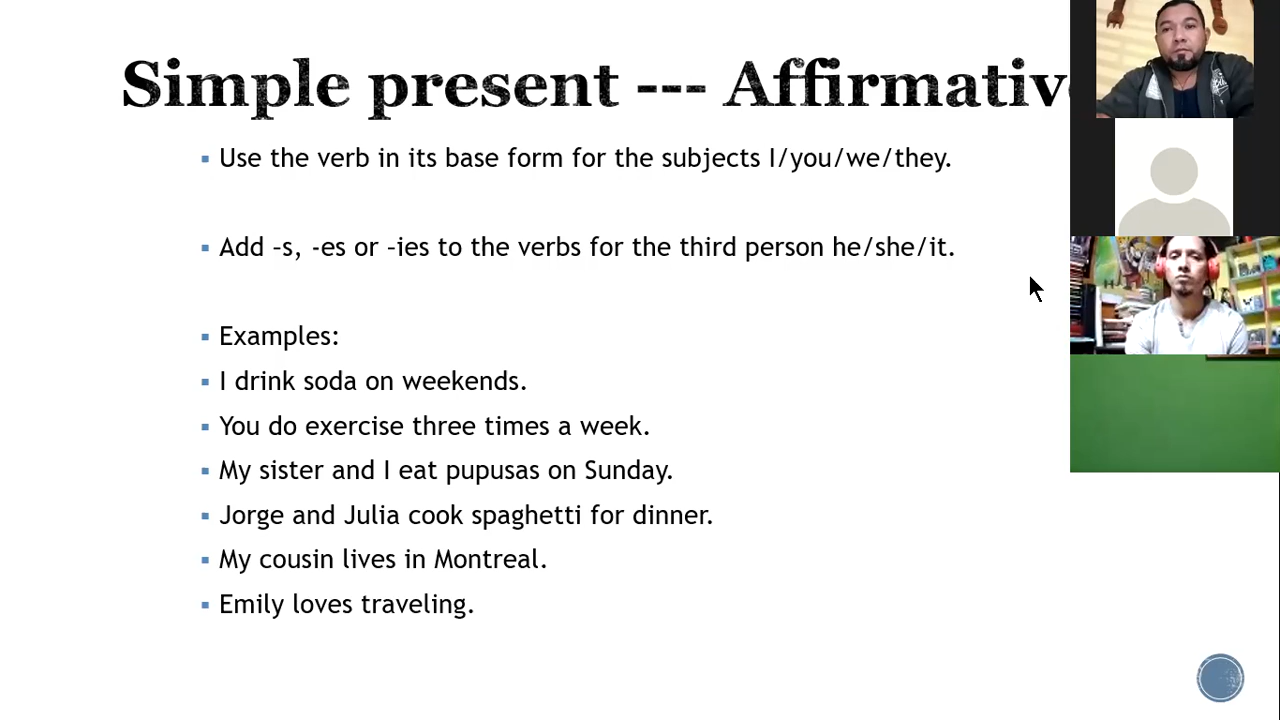 Simple present --- Affirmative
Use the verb in its base form for the subjects I/you/we/they.
Add –s, -es or –ies to the verbs for the third person he/she/it.
Examples:
I drink soda on weekends.
You do exercise three times a week.
My sister and I eat pupusas on Sunday.
Jorge and Julia cook spaghetti for dinner.
My cousin lives in Montreal.
Emily loves traveling.